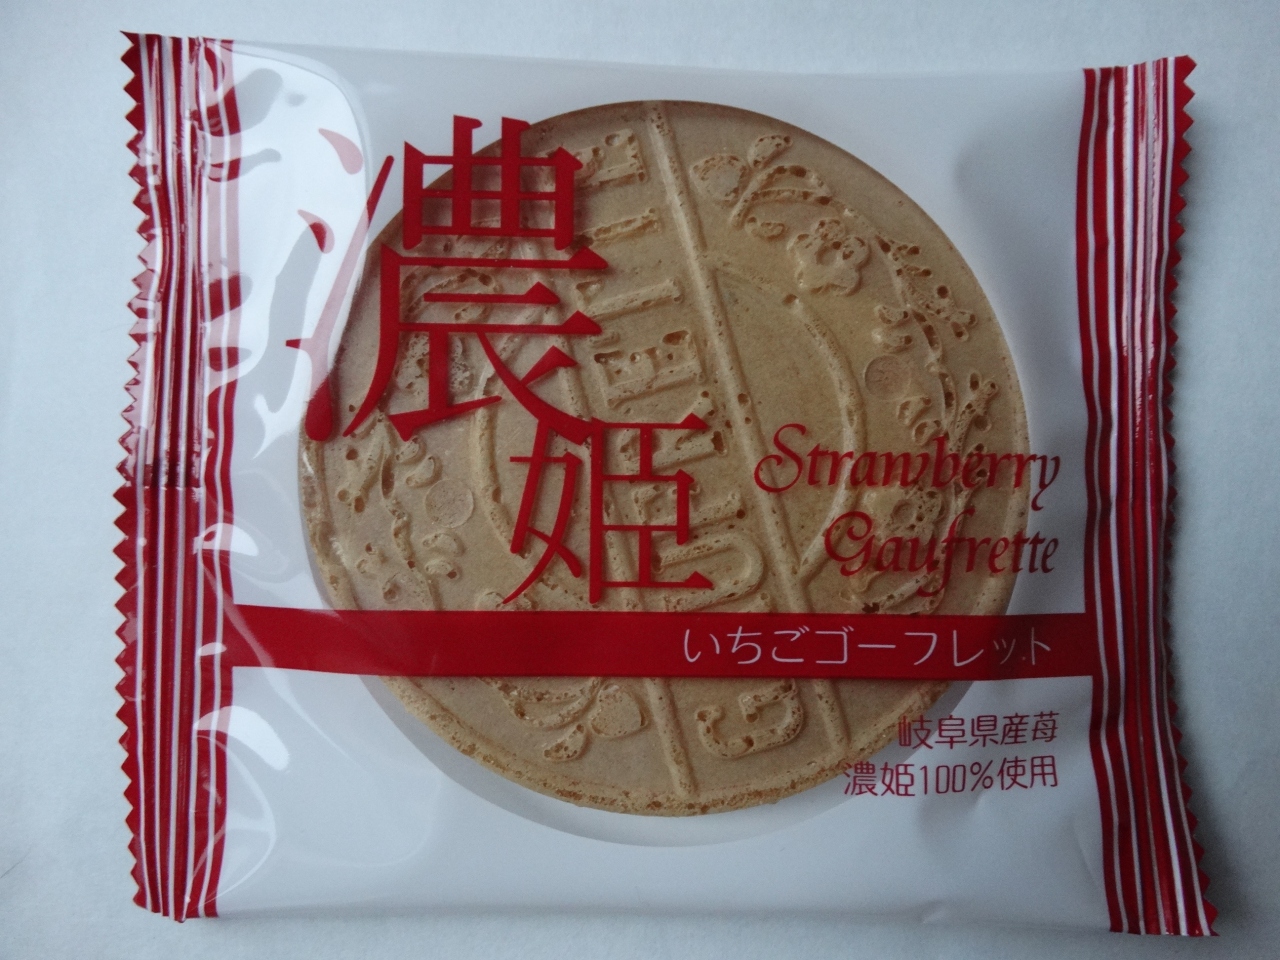 濃姫
Strawberry
Gaufrette
いちごゴーフレット
岐阜県産苺
濃姫100%使用